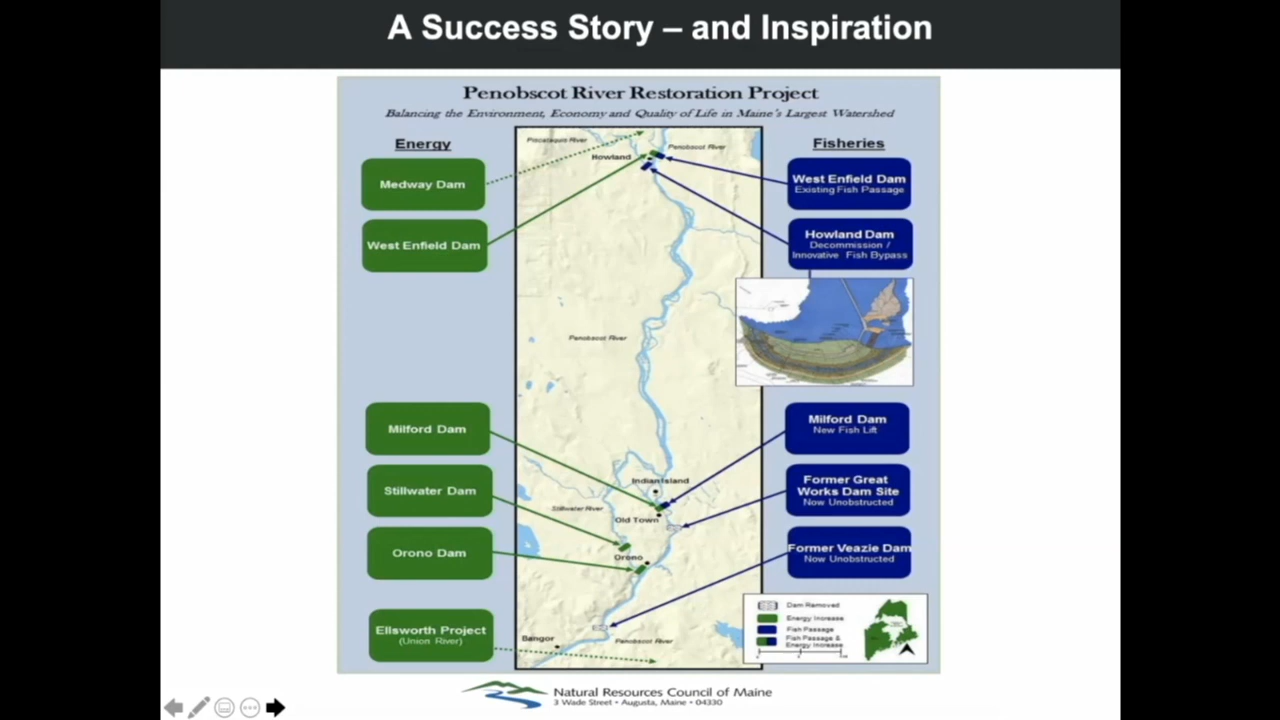 A Success Story – and Inspiration
Penobscot River Restoration Project
Balancing the Environment, Economy and Quality of Life in Maine's Largest Watershed
Energy
Medway Dam
West Enfield Dam
Milford Dam
Stillwater Dam
Orono Dam
Ellsworth Project
(Union River)
Piscataquis River
Penobscot River
Howland
Penobscot River
Indian Island
Stillwater River
Old Town
Orono
Bangor
Penobscot River
Fisheries
West Enfield Dam
Existing Fish Passage
Howland Dam
Decommission /
Innovative Fish Bypass
Milford Dam
New Fish Lift
Former Great
Works Dam Site
Now Unobstructed
Former Veazie Dam
Now Unobstructed
Dam Removed
Energy Increase
Fish Passage
Fish Passage &
Energy Increase
Natural Resources Council of Maine
3 Wade Street • Augusta, Maine • 04330